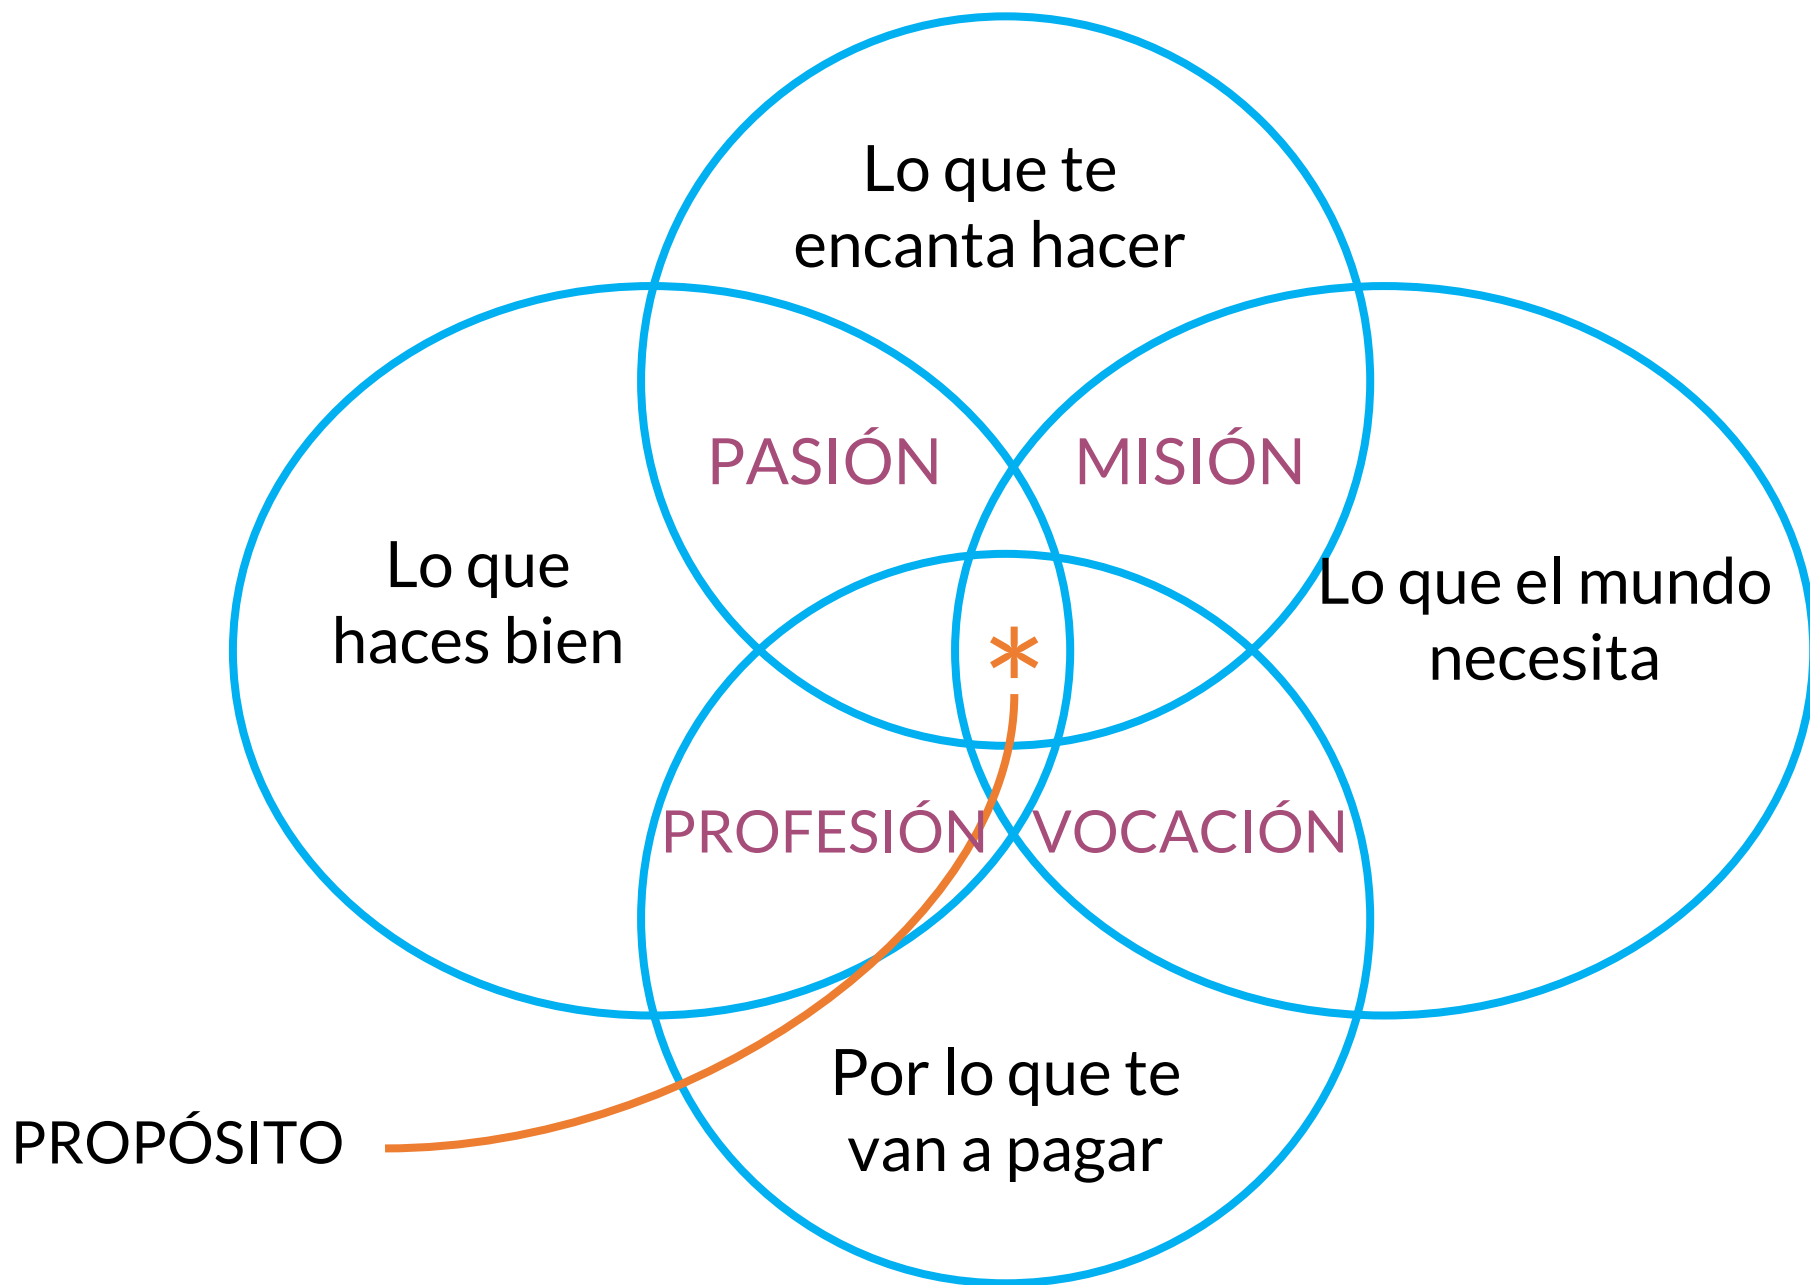 Lo que te
encanta hacer
PASIÓN
MISIÓN
Lo que
haces bien
Lo que el mundo
necesita
*
PROFESIÓN
VOCACIÓN
Por lo que te
van a pagar
PROPÓSITO